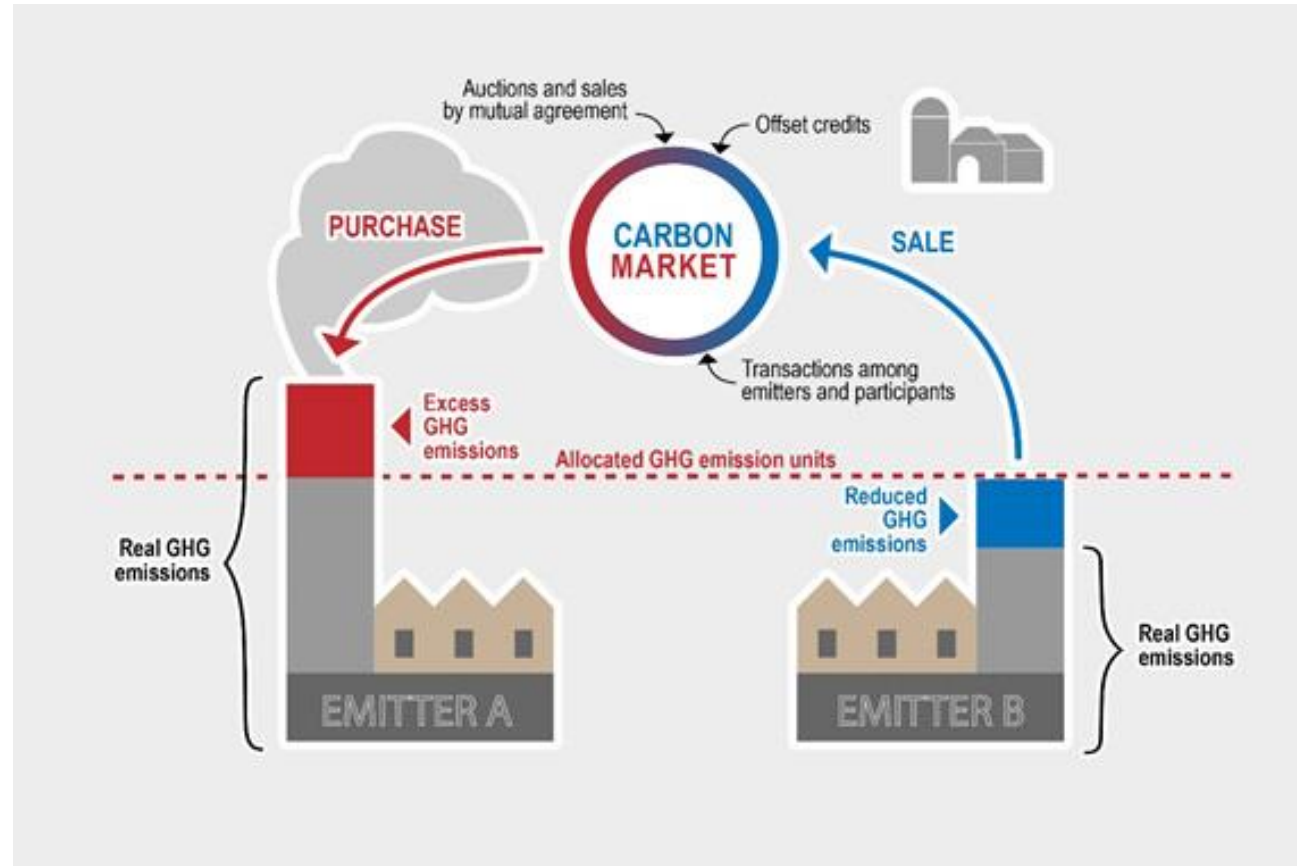 Auctions and sales
by mutual agreement
Offset credits
PURCHASE
CARBON
MARKET
SALE
Transactions among
emitters and participants
Excess
GHG
emissions
Allocated GHG emission units
Reduced
GHG
emissions
Real GHG
emissions
Real GHG
emissions
EMITTER A
EMITTER B